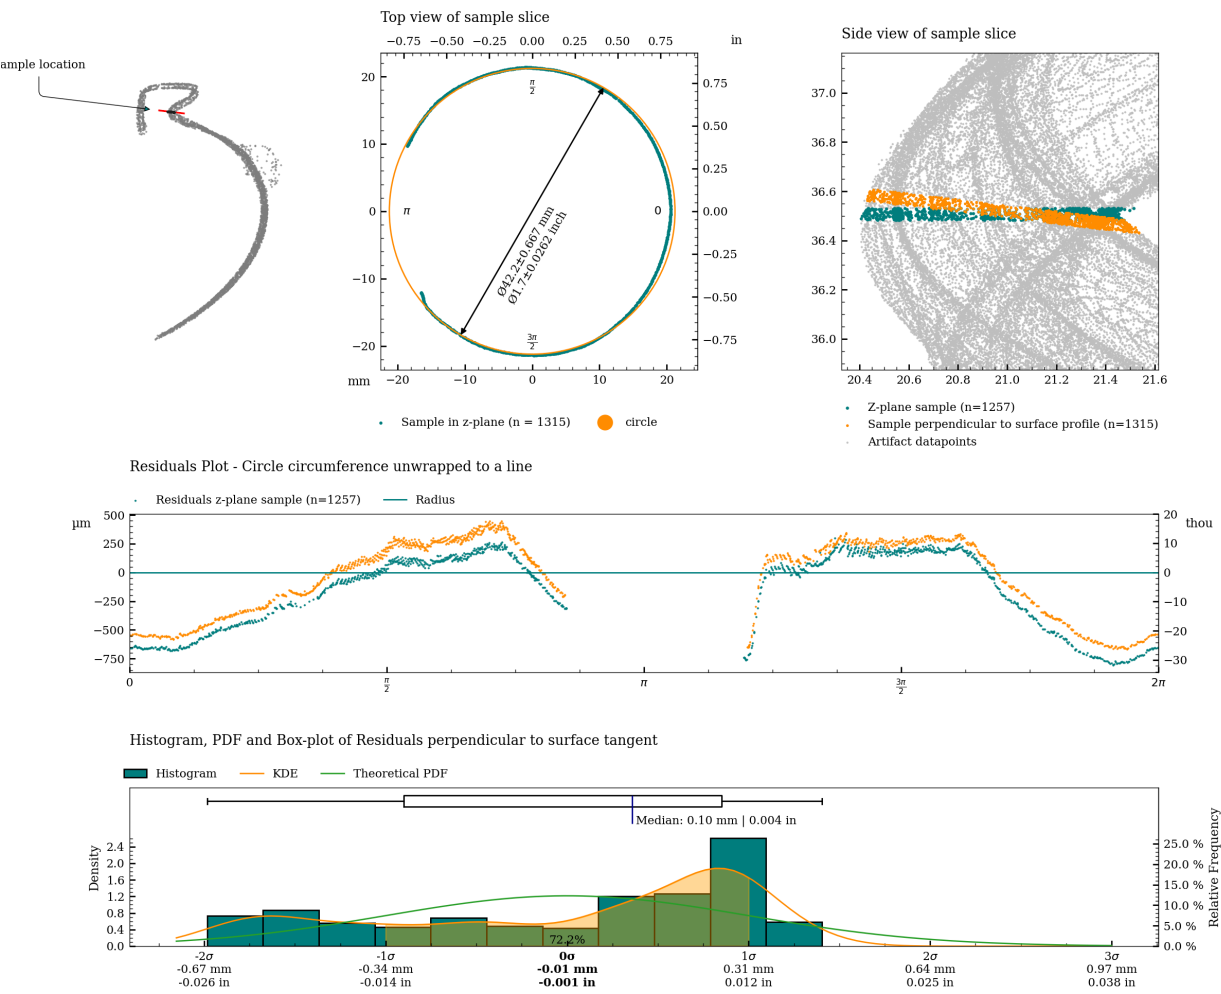 Top view of sample slice
−0.75 −0.50 −0.25 0.00 0.25 0.50 0.75 in
Side view of sample slice
ample location
20
10
0
−10
−20
0.75
0.50
0.25
0.00
−0.25
−0.50
−0.75
π/2
π
0
3π/2
Ø42.2±0.667 mm
Ø1.7±0.0262 inch
mm −20 −10 0 10 20
Sample in z-plane (n = 1315) circle
37.0
36.8
36.6
36.4
36.2
36.0
20.4 20.6 20.8 21.0 21.2 21.4 21.6
Z-plane sample (n=1257)
Sample perpendicular to surface profile (n=1315)
Artifact datapoints
Residuals Plot - Circle circumference unwrapped to a line
Residuals z-plane sample (n=1257) Radius
µm
500
250
0
−250
−500
−750
thou
20
10
0
−10
−20
−30
0 π/2 π 3π/2 2π
Histogram, PDF and Box-plot of Residuals perpendicular to surface tangent
Histogram KDE Theoretical PDF
Median: 0.10 mm | 0.004 in
Density
2.4
2.0
1.6
1.2
0.8
0.4
0.0
Relative Frequency
25.0 %
20.0 %
15.0 %
10.0 %
5.0 %
0.0 %
72.2%
-2σ -1σ 0σ 1σ 2σ 3σ
-0.67 mm -0.34 mm -0.01 mm 0.31 mm 0.64 mm 0.97 mm
-0.026 in -0.014 in -0.001 in 0.012 in 0.025 in 0.038 in